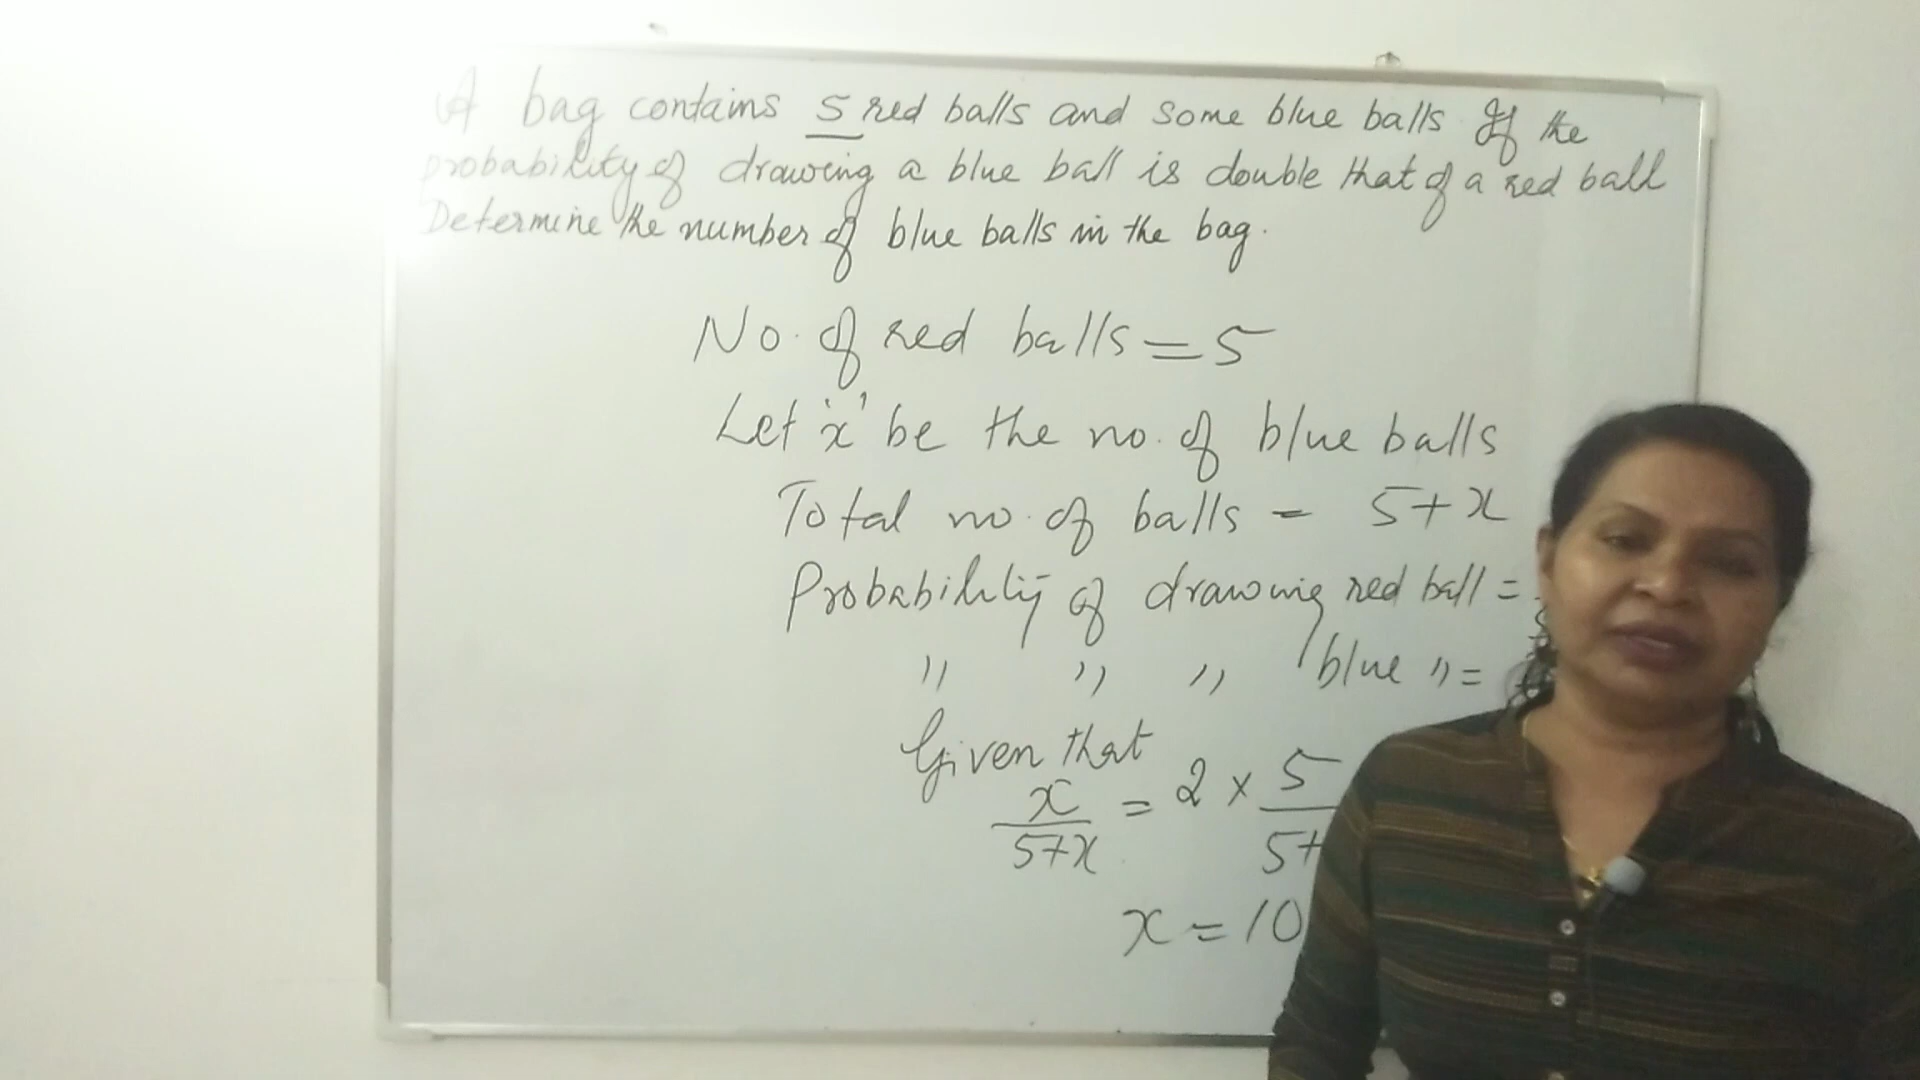 A bag contains 5 red balls and some blue balls. If the
probability of drawing a blue ball is double that of a red ball
Determine the number of blue balls in the bag.
No. of red balls = 5
Let 'x' be the no. of blue balls
Total no. of balls = 5+x
Probability of drawing red ball =
" " " blue " =
Given that
x/5+x = 2 × 5/5+
x = 10